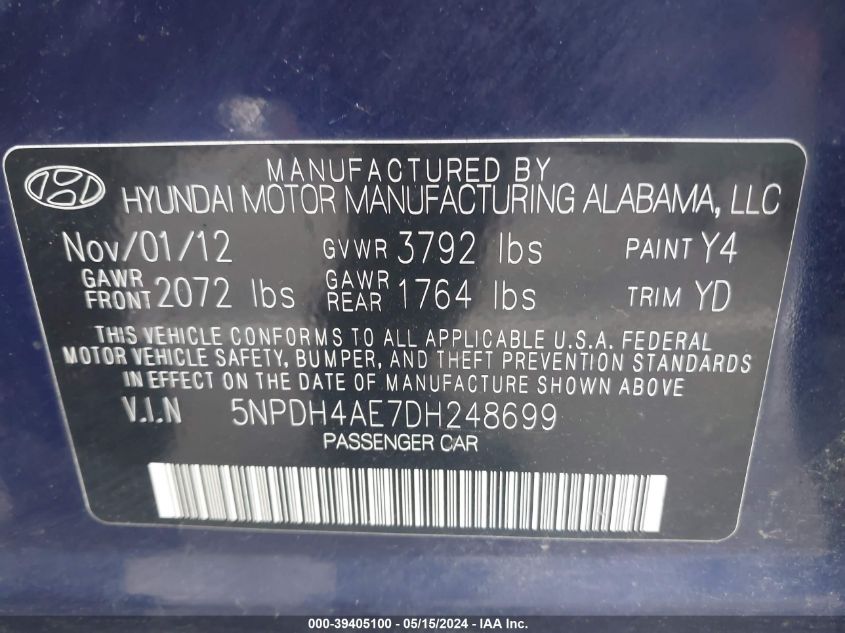 MANUFACTURED BY
HYUNDAI MOTOR MANUFACTURING ALABAMA, LLC
Nov/01/12 GVWR 3792 lbs PAINT Y4
GAWR FRONT 2072 lbs GAWR REAR 1764 lbs TRIM YD
THIS VEHICLE CONFORMS TO ALL APPLICABLE U.S.A. FEDERAL
MOTOR VEHICLE SAFETY, BUMPER, AND THEFT PREVENTION STANDARDS
IN EFFECT ON THE DATE OF MANUFACTURE SHOWN ABOVE
V.I.N 5NPDH4AE7DH248699
PASSENGER CAR
000-39405100 - 05/15/2024 - IAA Inc.